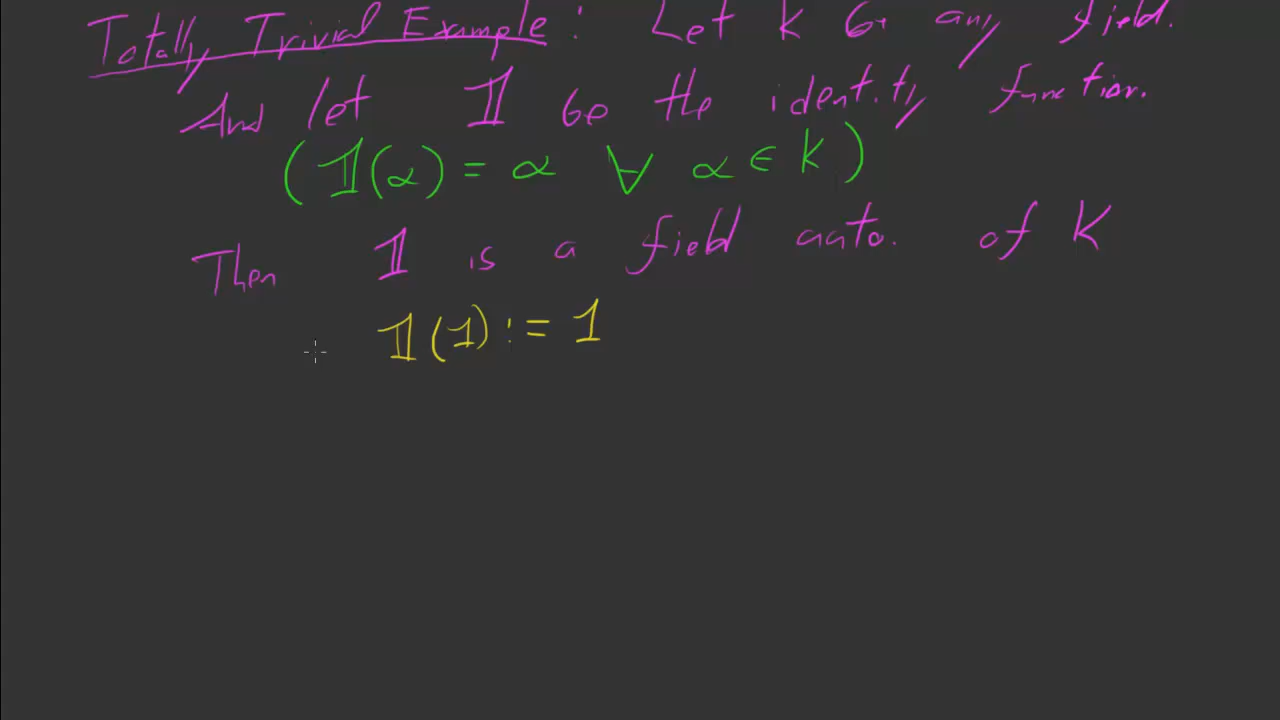 Totally Trivial Example: Let K be any field.
And let 𝟙 be the identity function.
(𝟙(α) = α ∀ α ∈ K)
Then 𝟙 is a field auto. of K
𝟙(1) := 1